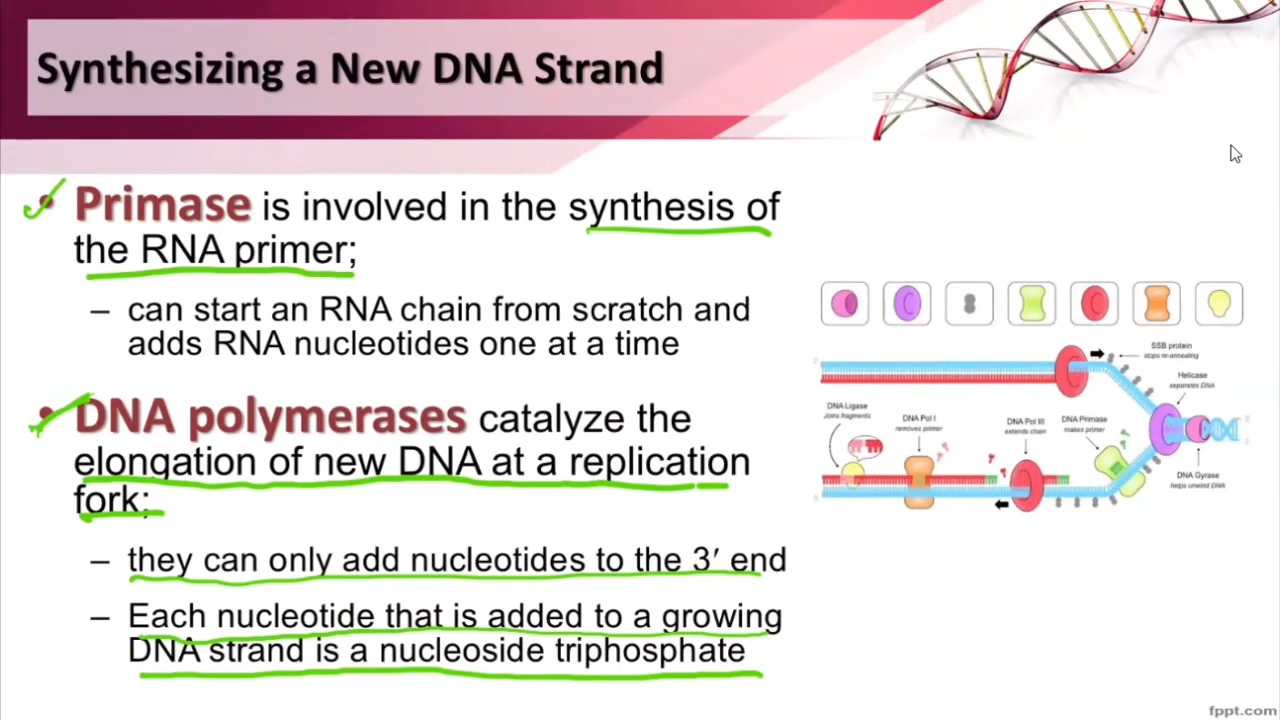 Synthesizing a New DNA Strand
• Primase is involved in the synthesis of
the RNA primer;
– can start an RNA chain from scratch and
adds RNA nucleotides one at a time
• DNA polymerases catalyze the
elongation of new DNA at a replication
fork;
– they can only add nucleotides to the 3′ end
– Each nucleotide that is added to a growing
DNA strand is a nucleoside triphosphate
SSB protein
stops re-annealing
Helicase
separates DNA
DNA Ligase
Joins fragments
DNA Pol I
removes primer
DNA Pol III
extends chain
DNA Primase
makes primer
DNA Gyrase
helps unwind DNA
fppt.com